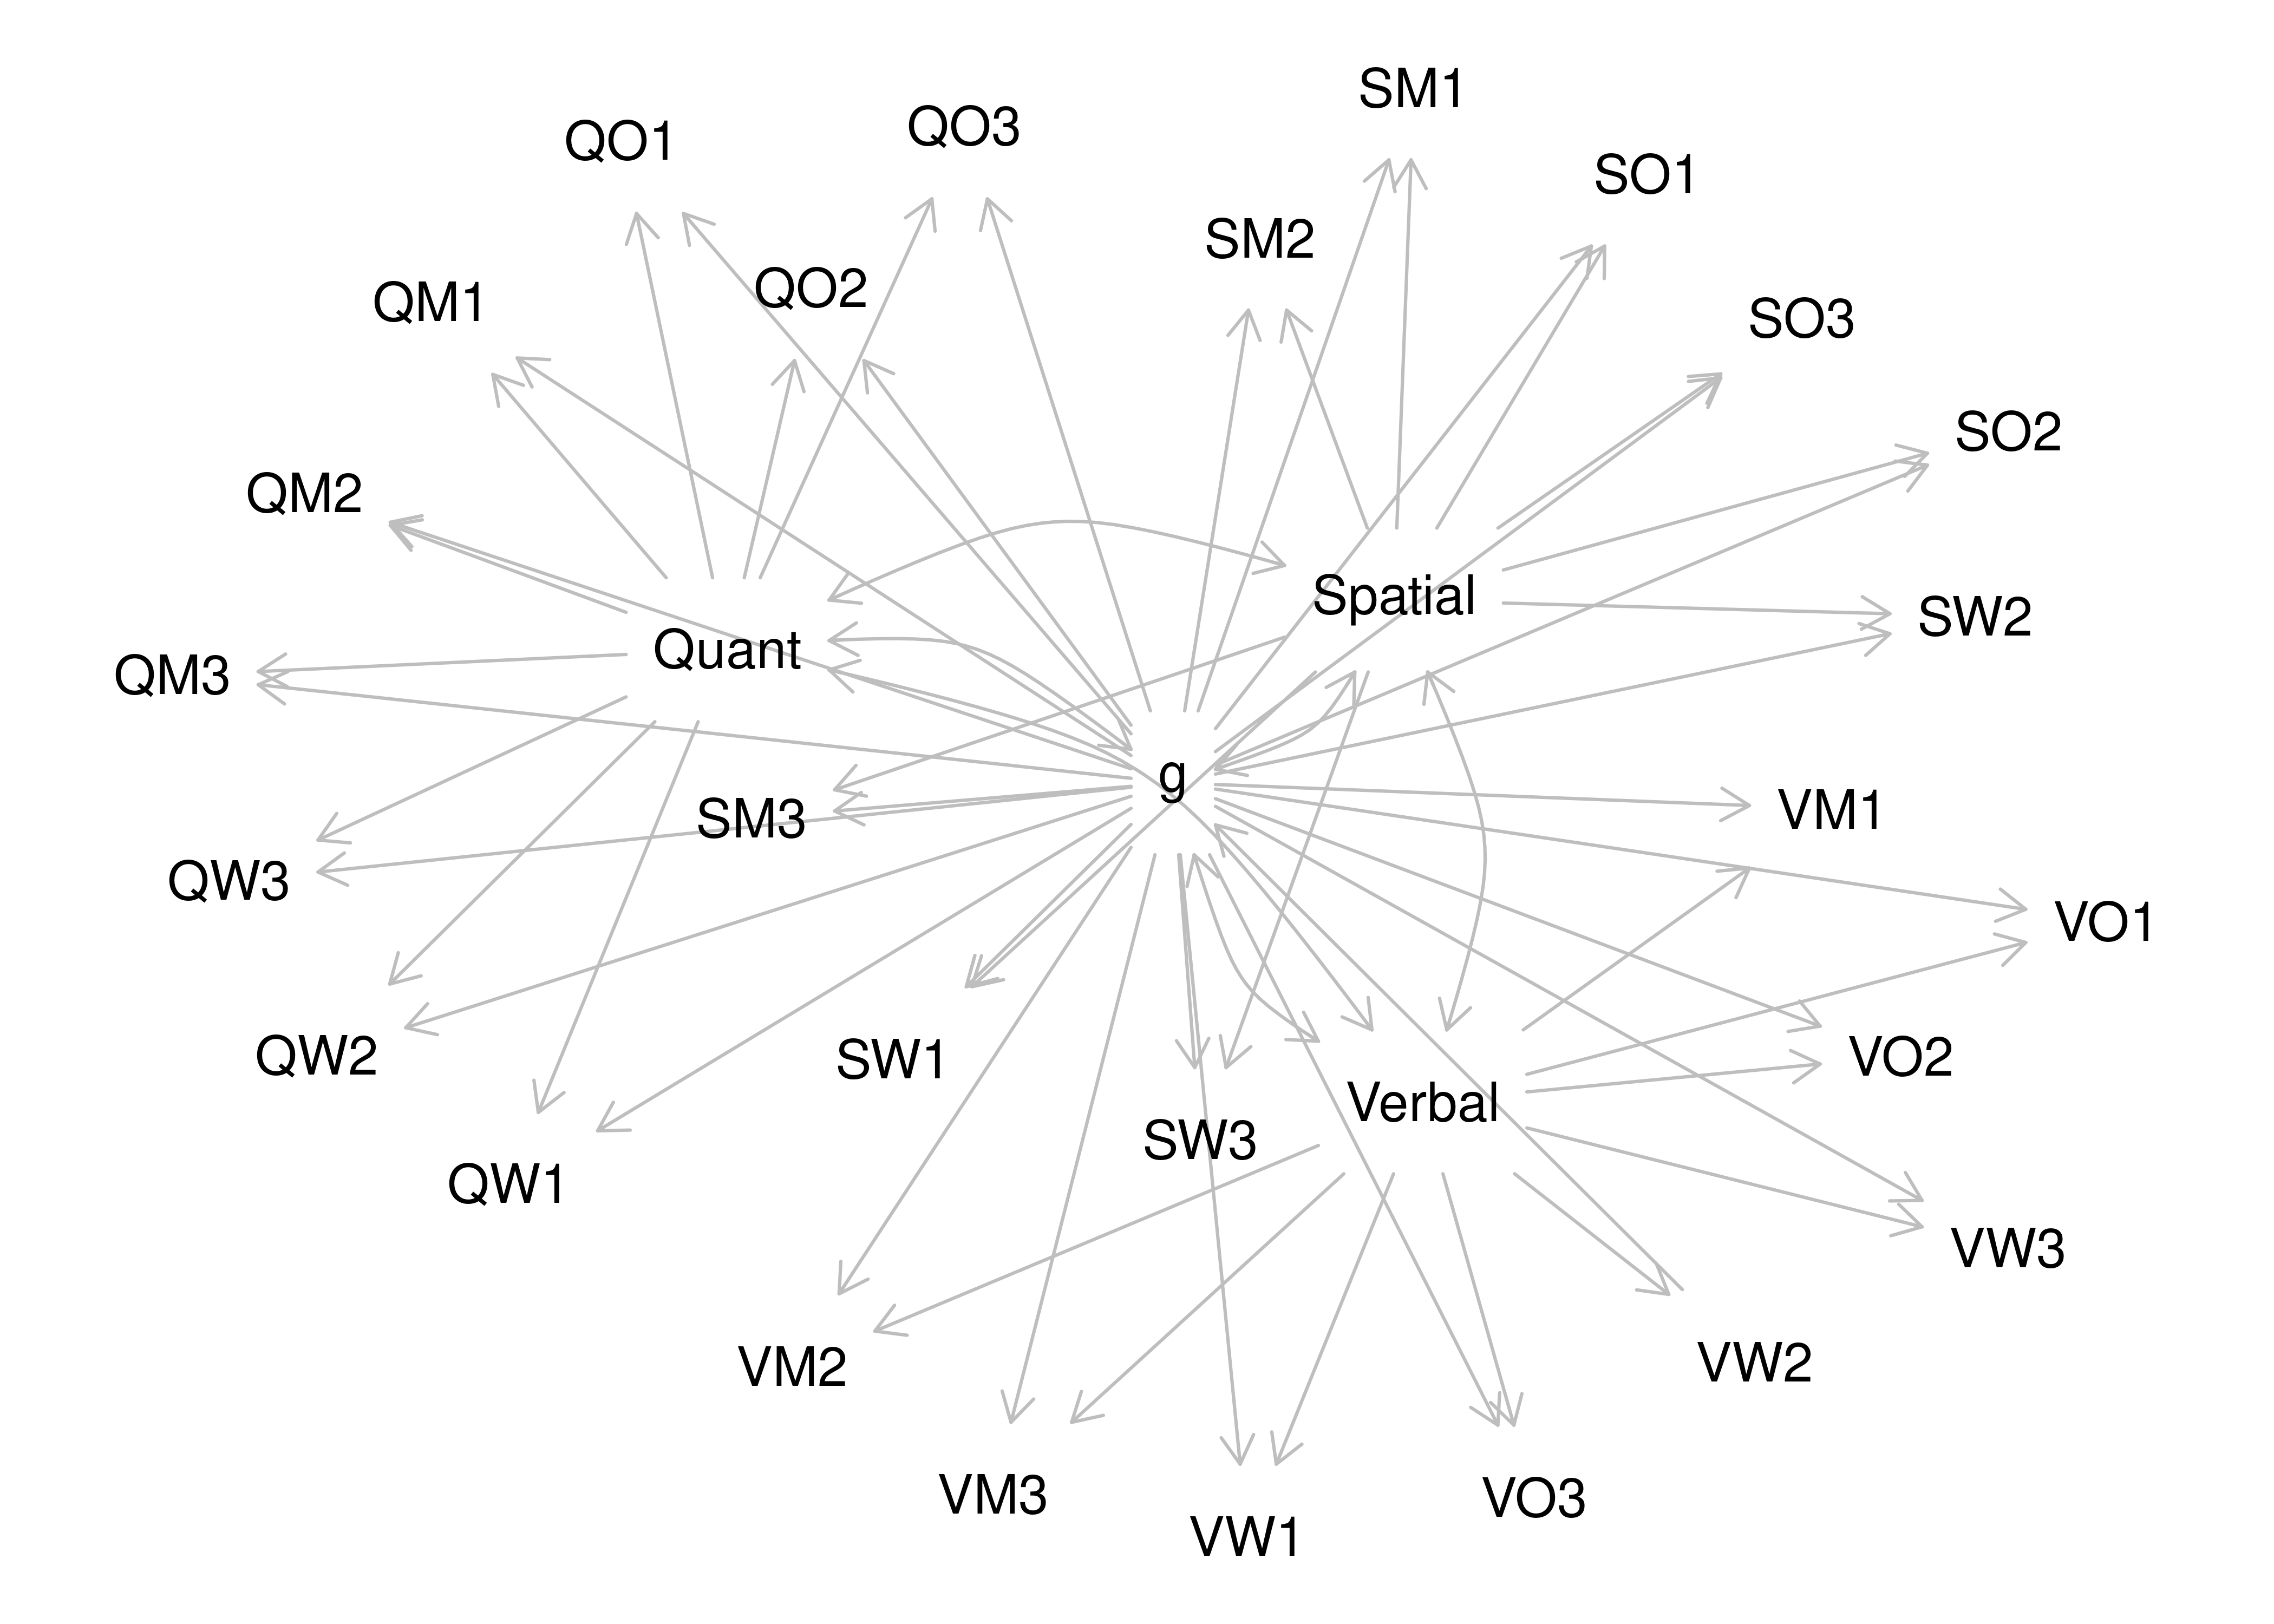 SM1
QO3
QO1
SO1
SM2
QO2
QM1
SO3
SO2
QM2
Spatial
SW2
Quant
QM3
g
VM1
SM3
QW3
VO1
QW2
SW1
VO2
Verbal
SW3
QW1
VW3
VW2
VM2
VM3
VO3
VW1